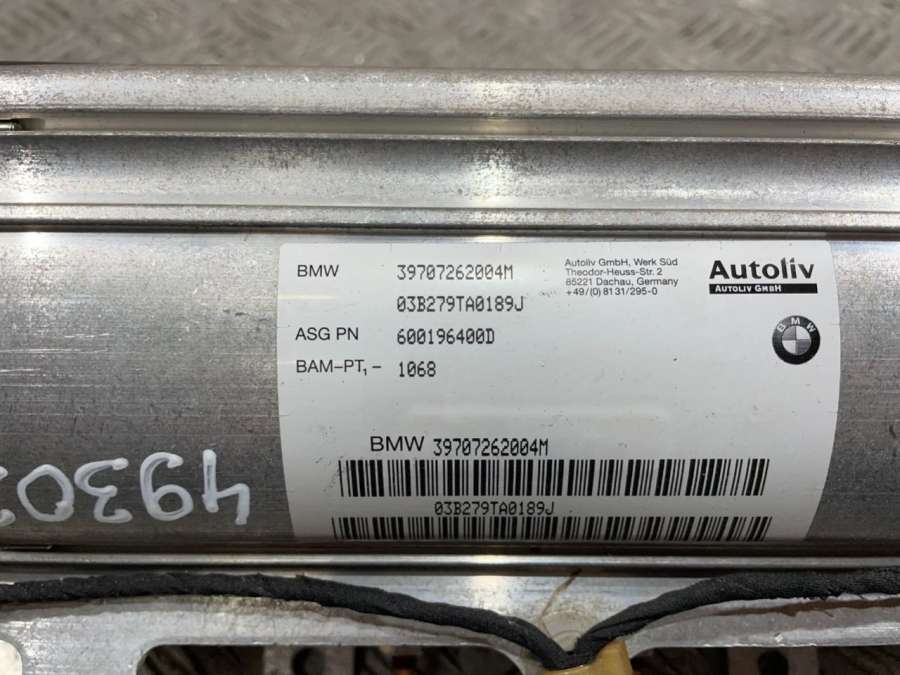 BMW 39707262004M
03B279TA0189J
ASG PN 600196400D
BAM-PT₁- 1068
Autoliv GmbH, Werk Süd
Theodor-Heuss-Str. 2
85221 Dachau, Germany
+49/(0)8131/295-0
Autoliv
AUTOLIV GMBH
BMW
BMW 39707262004M
03B279TA0189J
4930